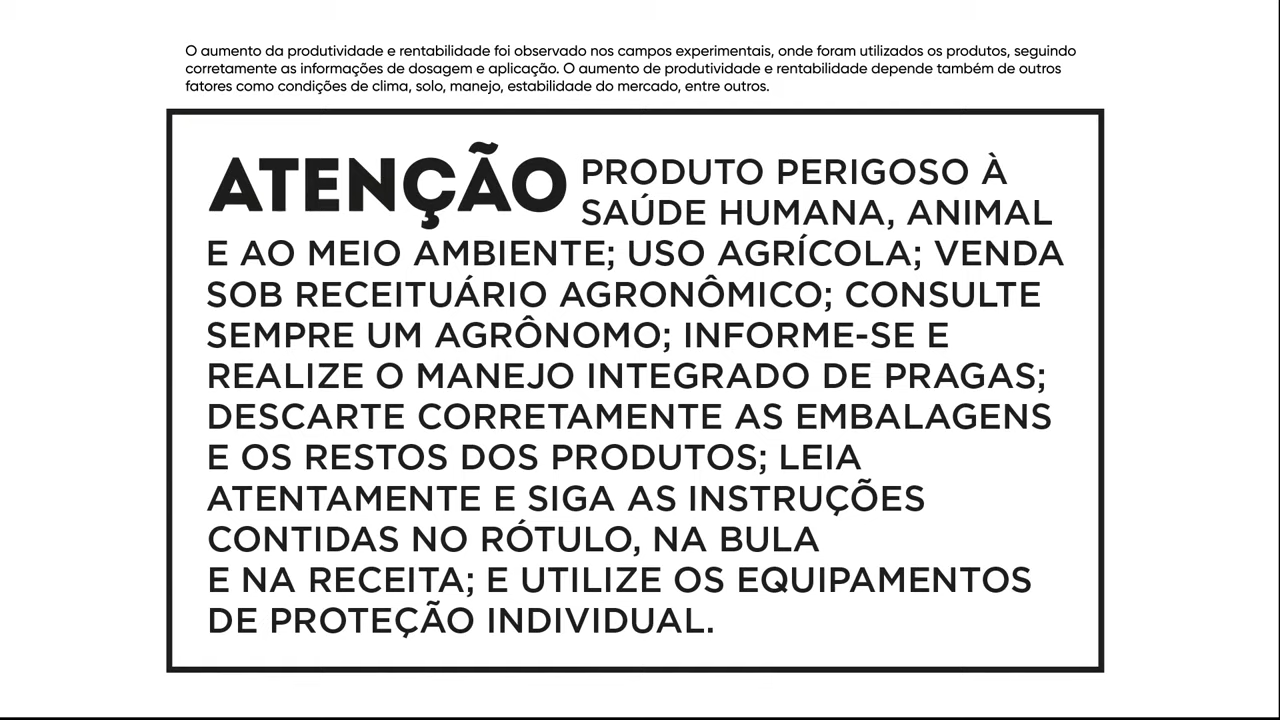 O aumento da produtividade e rentabilidade foi observado nos campos experimentais, onde foram utilizados os produtos, seguindo
corretamente as informações de dosagem e aplicação. O aumento de produtividade e rentabilidade depende também de outros
fatores como condições de clima, solo, manejo, estabilidade do mercado, entre outros.
ATENÇÃO PRODUTO PERIGOSO À
SAÚDE HUMANA, ANIMAL
E AO MEIO AMBIENTE; USO AGRÍCOLA; VENDA
SOB RECEITUÁRIO AGRONÔMICO; CONSULTE
SEMPRE UM AGRÔNOMO; INFORME-SE E
REALIZE O MANEJO INTEGRADO DE PRAGAS;
DESCARTE CORRETAMENTE AS EMBALAGENS
E OS RESTOS DOS PRODUTOS; LEIA
ATENTAMENTE E SIGA AS INSTRUÇÕES
CONTIDAS NO RÓTULO, NA BULA
E NA RECEITA; E UTILIZE OS EQUIPAMENTOS
DE PROTEÇÃO INDIVIDUAL.